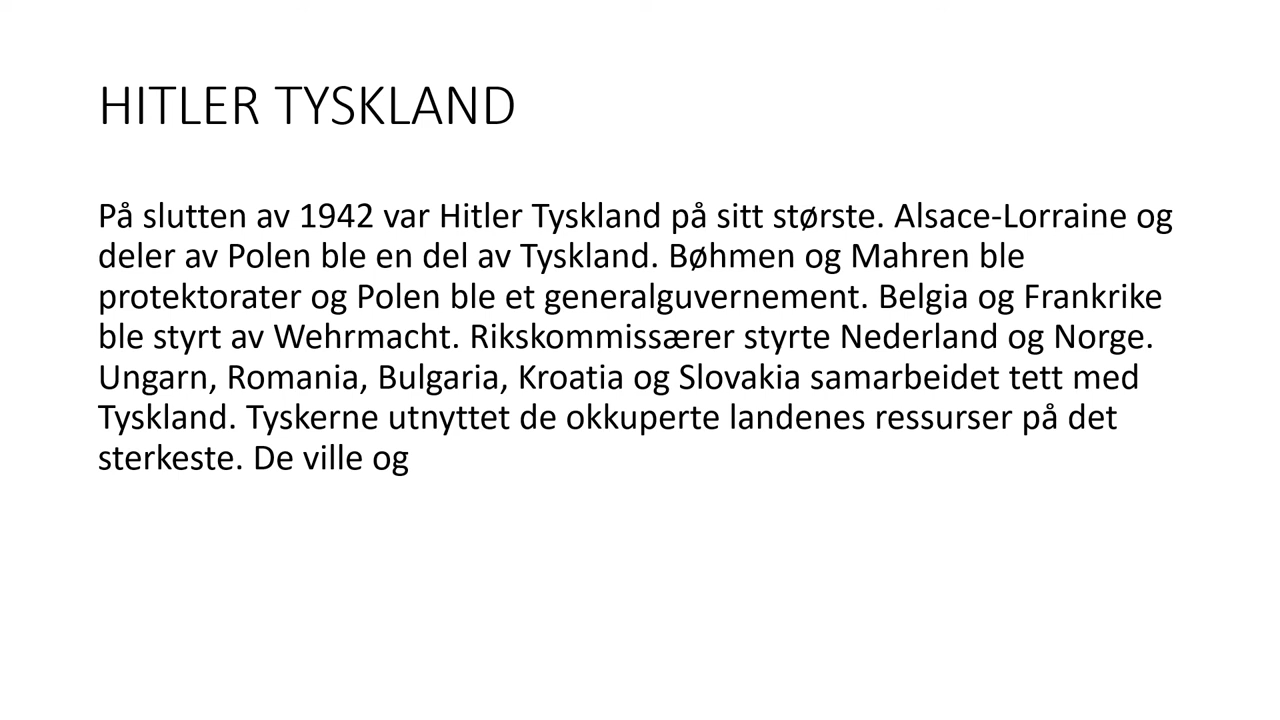 HITLER TYSKLAND
På slutten av 1942 var Hitler Tyskland på sitt største. Alsace-Lorraine og
deler av Polen ble en del av Tyskland. Bøhmen og Mahren ble
protektorater og Polen ble et generalguvernement. Belgia og Frankrike
ble styrt av Wehrmacht. Rikskommissærer styrte Nederland og Norge.
Ungarn, Romania, Bulgaria, Kroatia og Slovakia samarbeidet tett med
Tyskland. Tyskerne utnyttet de okkuperte landenes ressurser på det
sterkeste. De ville og